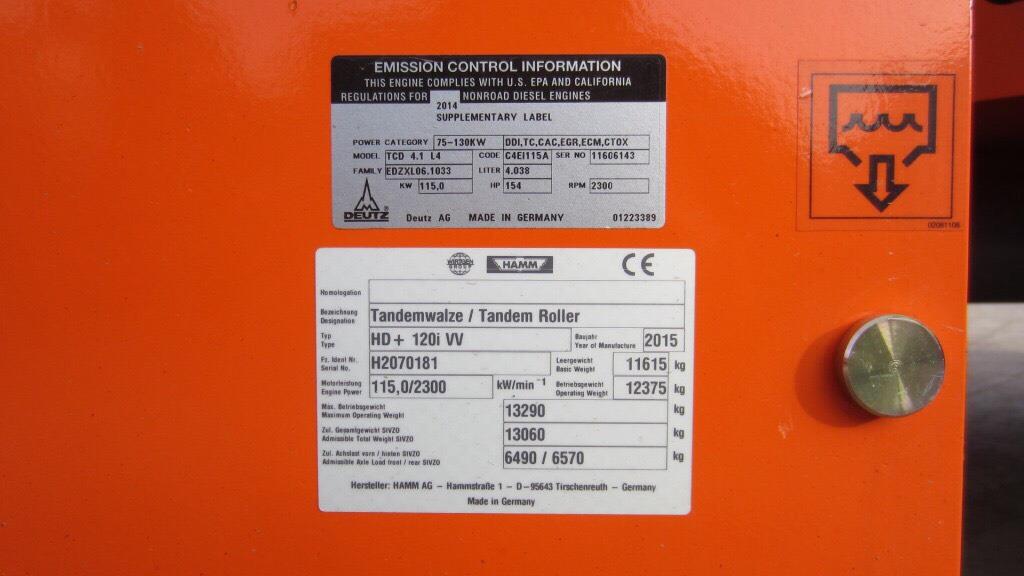 EMISSION CONTROL INFORMATION
THIS ENGINE COMPLIES WITH U.S. EPA AND CALIFORNIA
REGULATIONS FOR 2014 NONROAD DIESEL ENGINES
SUPPLEMENTARY LABEL
POWER CATEGORY 75-130KW DDI,TC,CAC,EGR,ECM,CTOX
MODEL TCD 4.1 L4 CODE C4EI115A SER NO 11606143
FAMILY EDZXL06.1033 LITER 4.038
KW 115,0 HP 154 RPM 2300
DEUTZ Deutz AG MADE IN GERMANY 01223389
02081108
WIRTGEN GROUP HAMM CE
Homologation
Bezeichnung Designation Tandemwalze / Tandem Roller
Typ Type HD+ 120i VV Baujahr Year of Manufacture 2015
Fz. Ident Nr. Serial No. H2070181 Leergewicht Basic Weight 11615 kg
Motorleistung Engine Power 115,0/2300 kW/min⁻¹ Betriebsgewicht Operating Weight 12375 kg
Max. Betriebsgewicht Maximum Operating Weight 13290 kg
Zul. Gesamtgewicht StVZO Admissible Total Weight StVZO 13060 kg
Zul. Achslast vorn / hinten StVZO Admissible Axle Load front / rear StVZO 6490 / 6570 kg
Hersteller: HAMM AG – Hammstraße 1 – D-95643 Tirschenreuth – Germany
Made in Germany